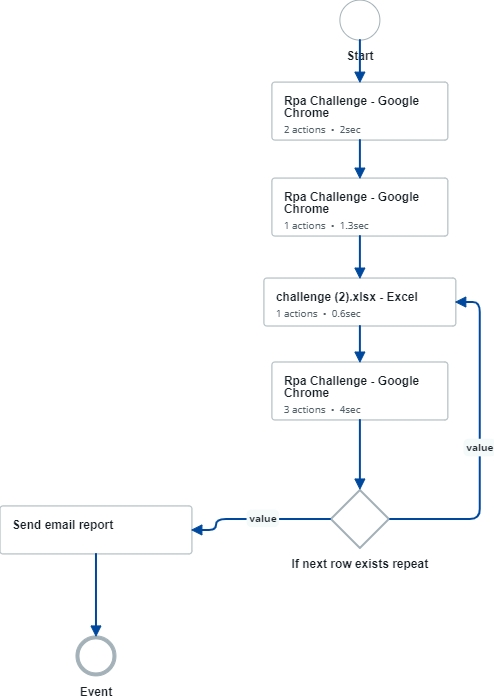 Start
Rpa Challenge - Google
Chrome
2 actions • 2sec
Rpa Challenge - Google
Chrome
1 actions • 1.3sec
challenge (2).xlsx - Excel
1 actions • 0.6sec
Rpa Challenge - Google
Chrome
3 actions • 4sec
value
value
Send email report
If next row exists repeat
Event